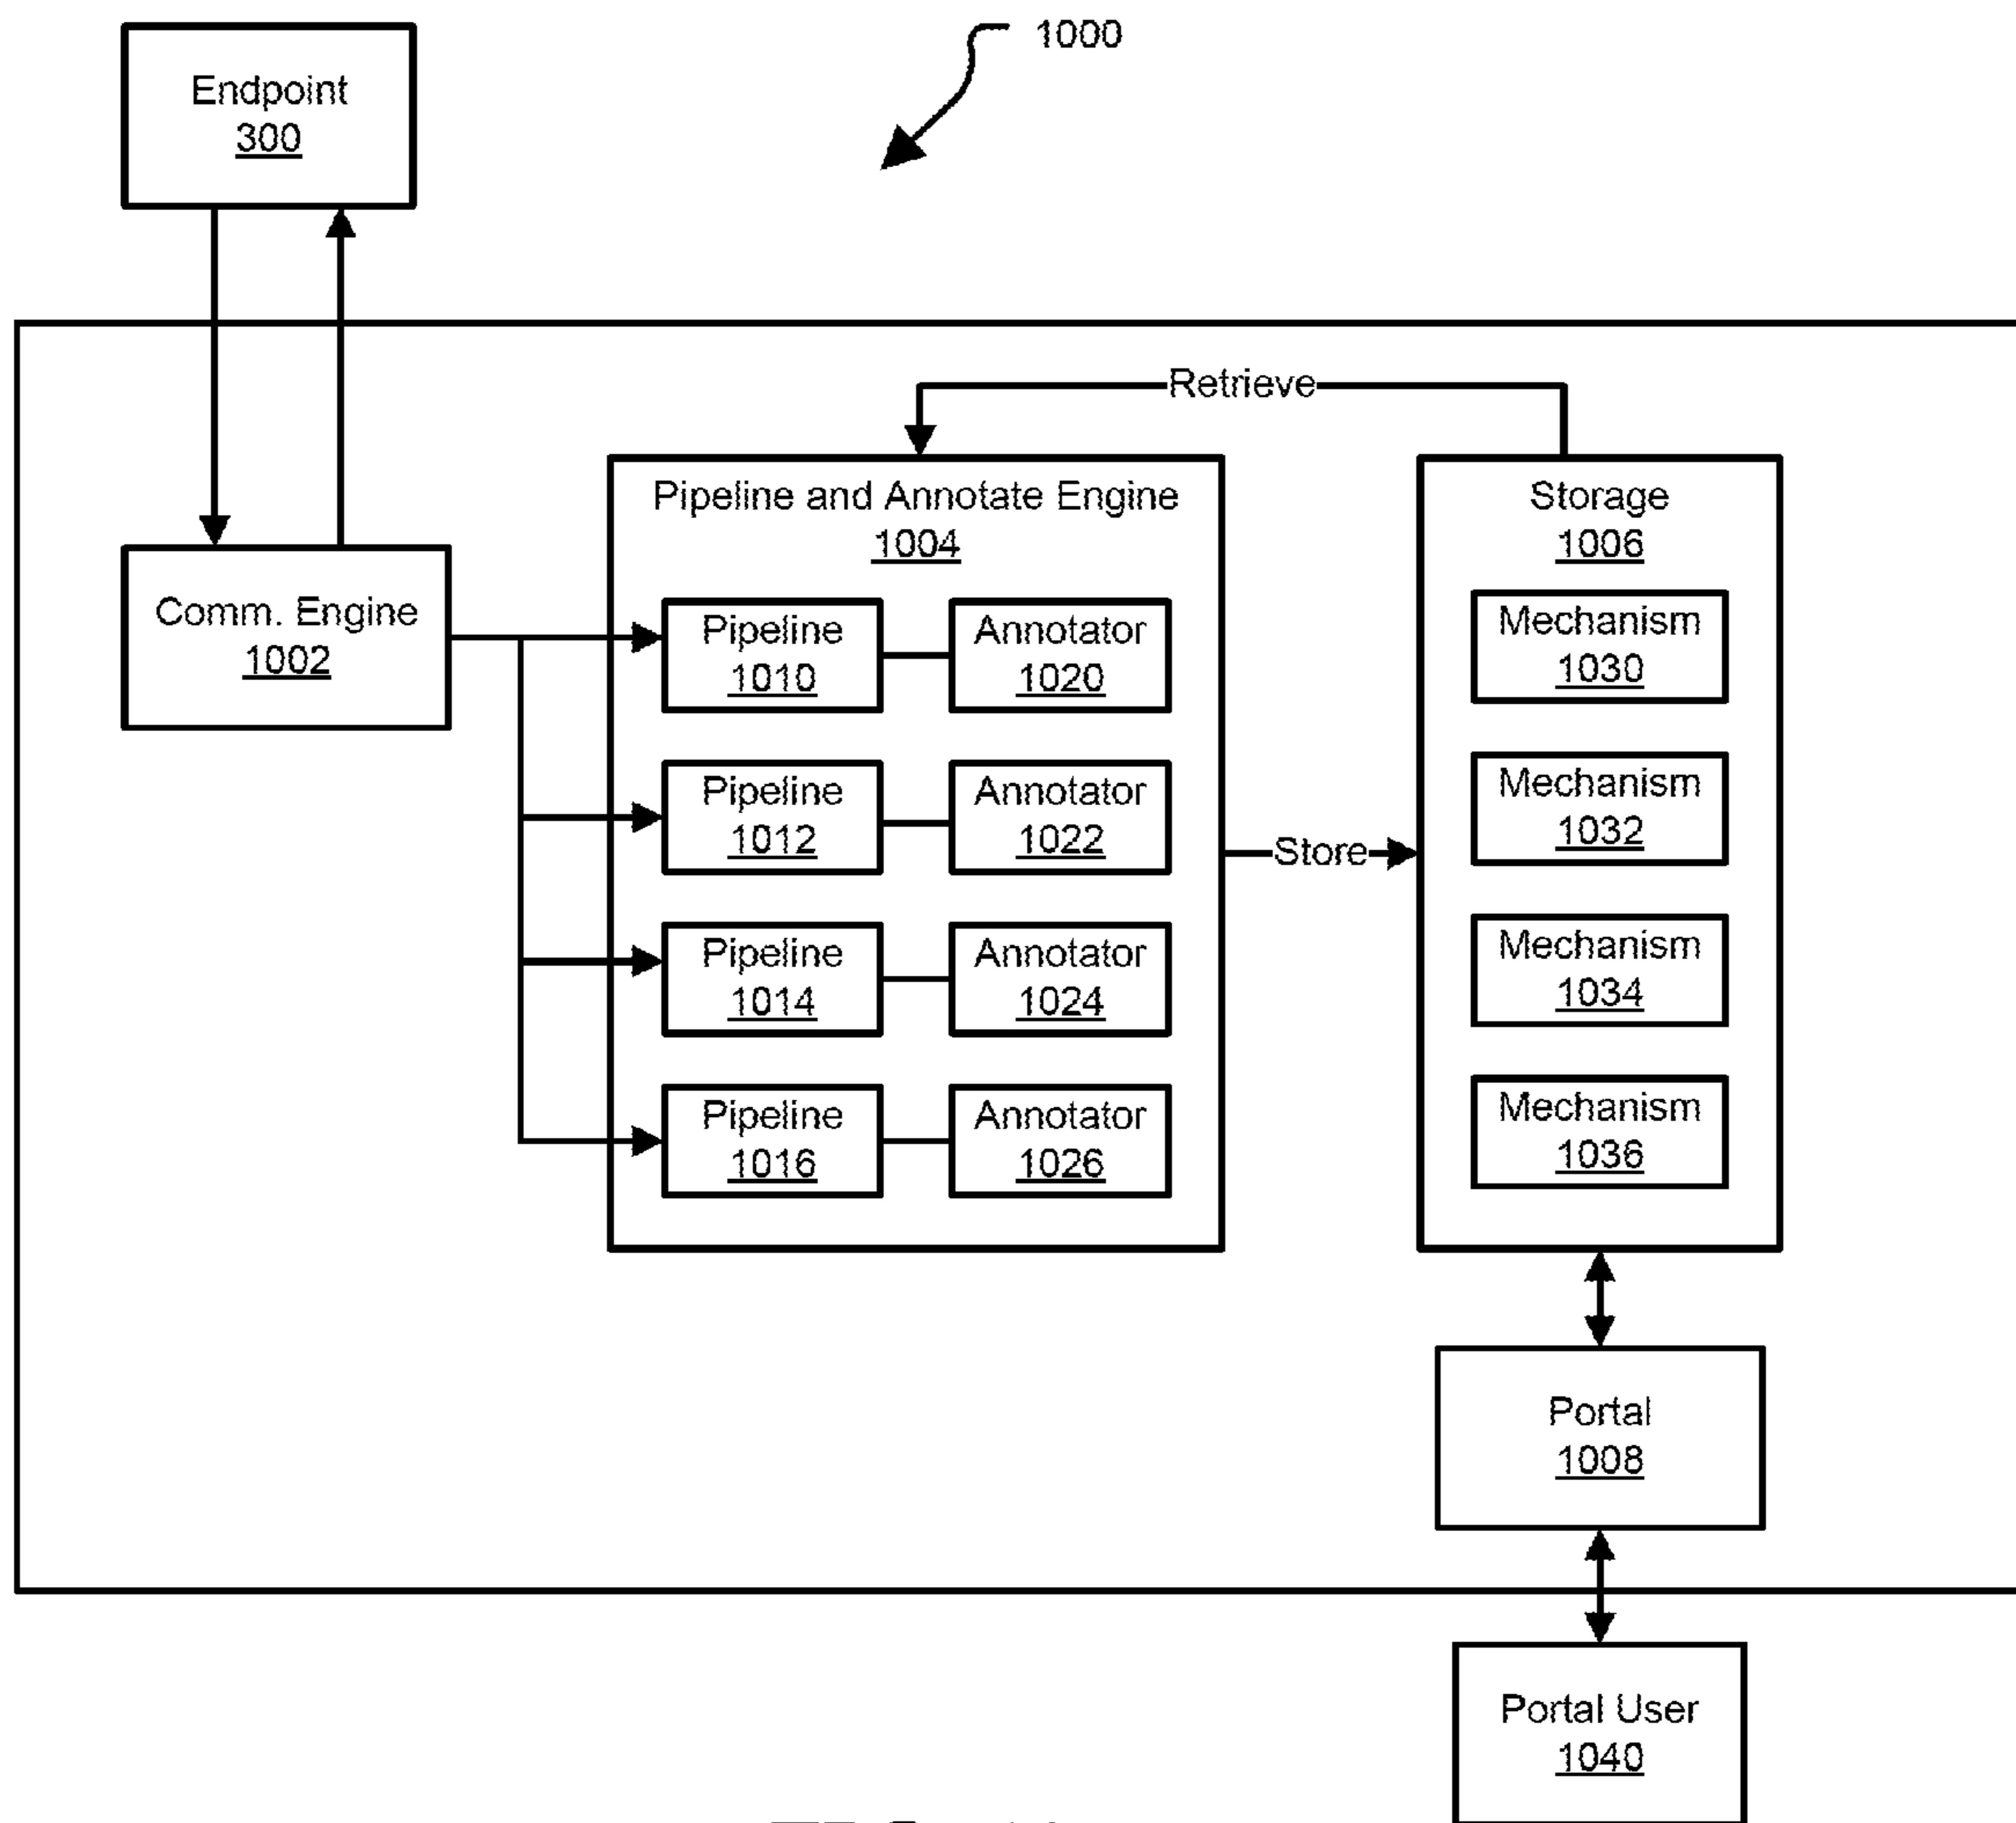 1000
Endpoint
300
Retrieve
Comm. Engine
1002
Pipeline and Annotate Engine
1004
Pipeline
1010
Annotator
1020
Pipeline
1012
Annotator
1022
Pipeline
1014
Annotator
1024
Pipeline
1016
Annotator
1026
Store
Storage
1006
Mechanism
1030
Mechanism
1032
Mechanism
1034
Mechanism
1036
Portal
1008
Portal User
1040